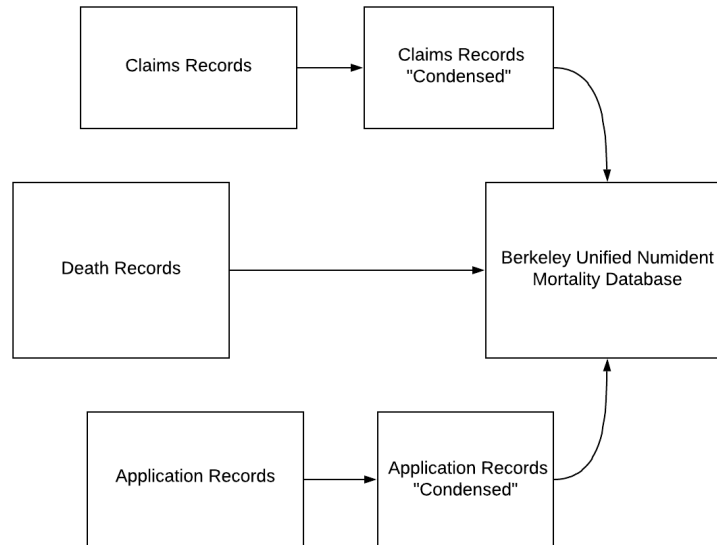 Claims Records
Claims Records
"Condensed"
Death Records
Berkeley Unified Numident
Mortality Database
Application Records
Application Records
"Condensed"